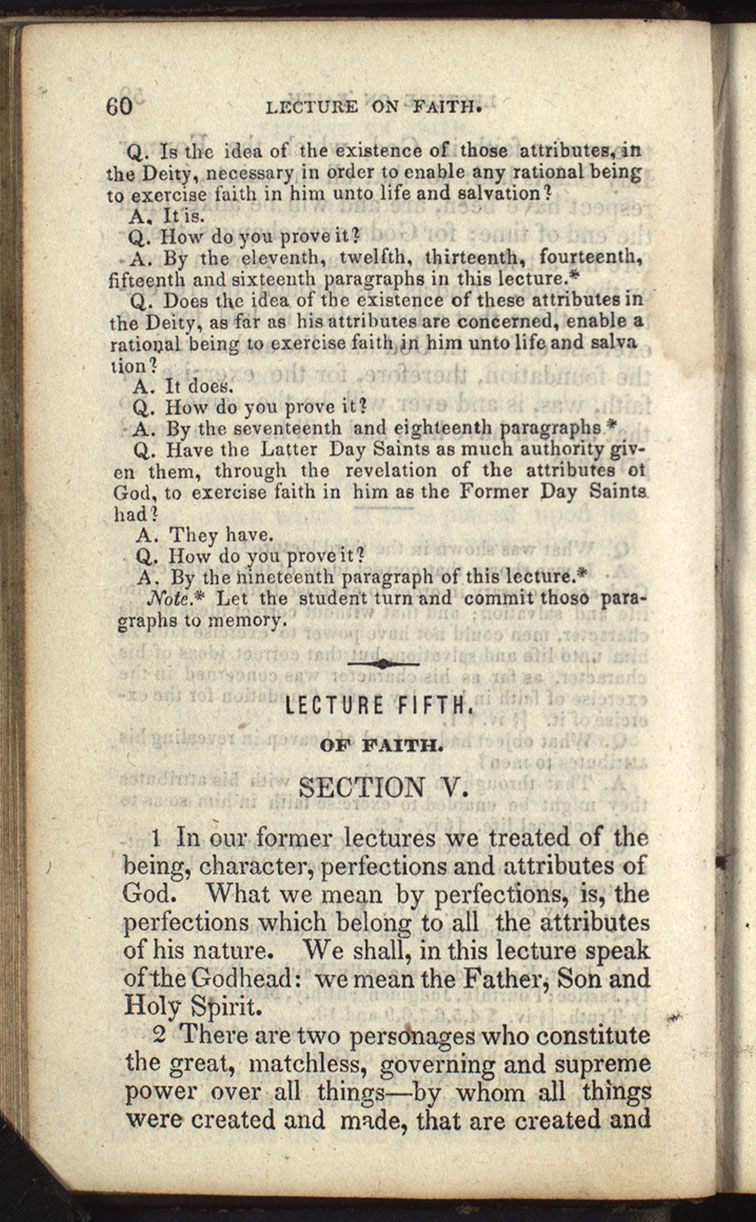 60 LECTURE ON FAITH.
Q. Is the idea of the existence of those attributes, in
the Deity, necessary in order to enable any rational being
to exercise faith in him unto life and salvation?
A. It is.
Q. How do you prove it?
A. By the eleventh, twelfth, thirteenth, fourteenth,
fifteenth and sixteenth paragraphs in this lecture.*
Q. Does the idea of the existence of these attributes in
the Deity, as far as his attributes are concerned, enable a
rational being to exercise faith in him unto life and salva
tion?
A. It does.
Q. How do you prove it?
A. By the seventeenth and eighteenth paragraphs *
Q. Have the Latter Day Saints as much authority giv-
en them, through the revelation of the attributes ot
God, to exercise faith in him as the Former Day Saints
had?
A. They have.
Q. How do you prove it?
A. By the nineteenth paragraph of this lecture.*
Note.* Let the student turn and commit thoso para-
graphs to memory.
LECTURE FIFTH.
OF FAITH.
SECTION V.
1 In our former lectures we treated of the
being, character, perfections and attributes of
God. What we mean by perfections, is, the
perfections which belong to all the attributes
of his nature. We shall, in this lecture speak
of the Godhead: we mean the Father, Son and
Holy Spirit.
2 There are two personages who constitute
the great, matchless, governing and supreme
power over all things—by whom all things
were created and made, that are created and